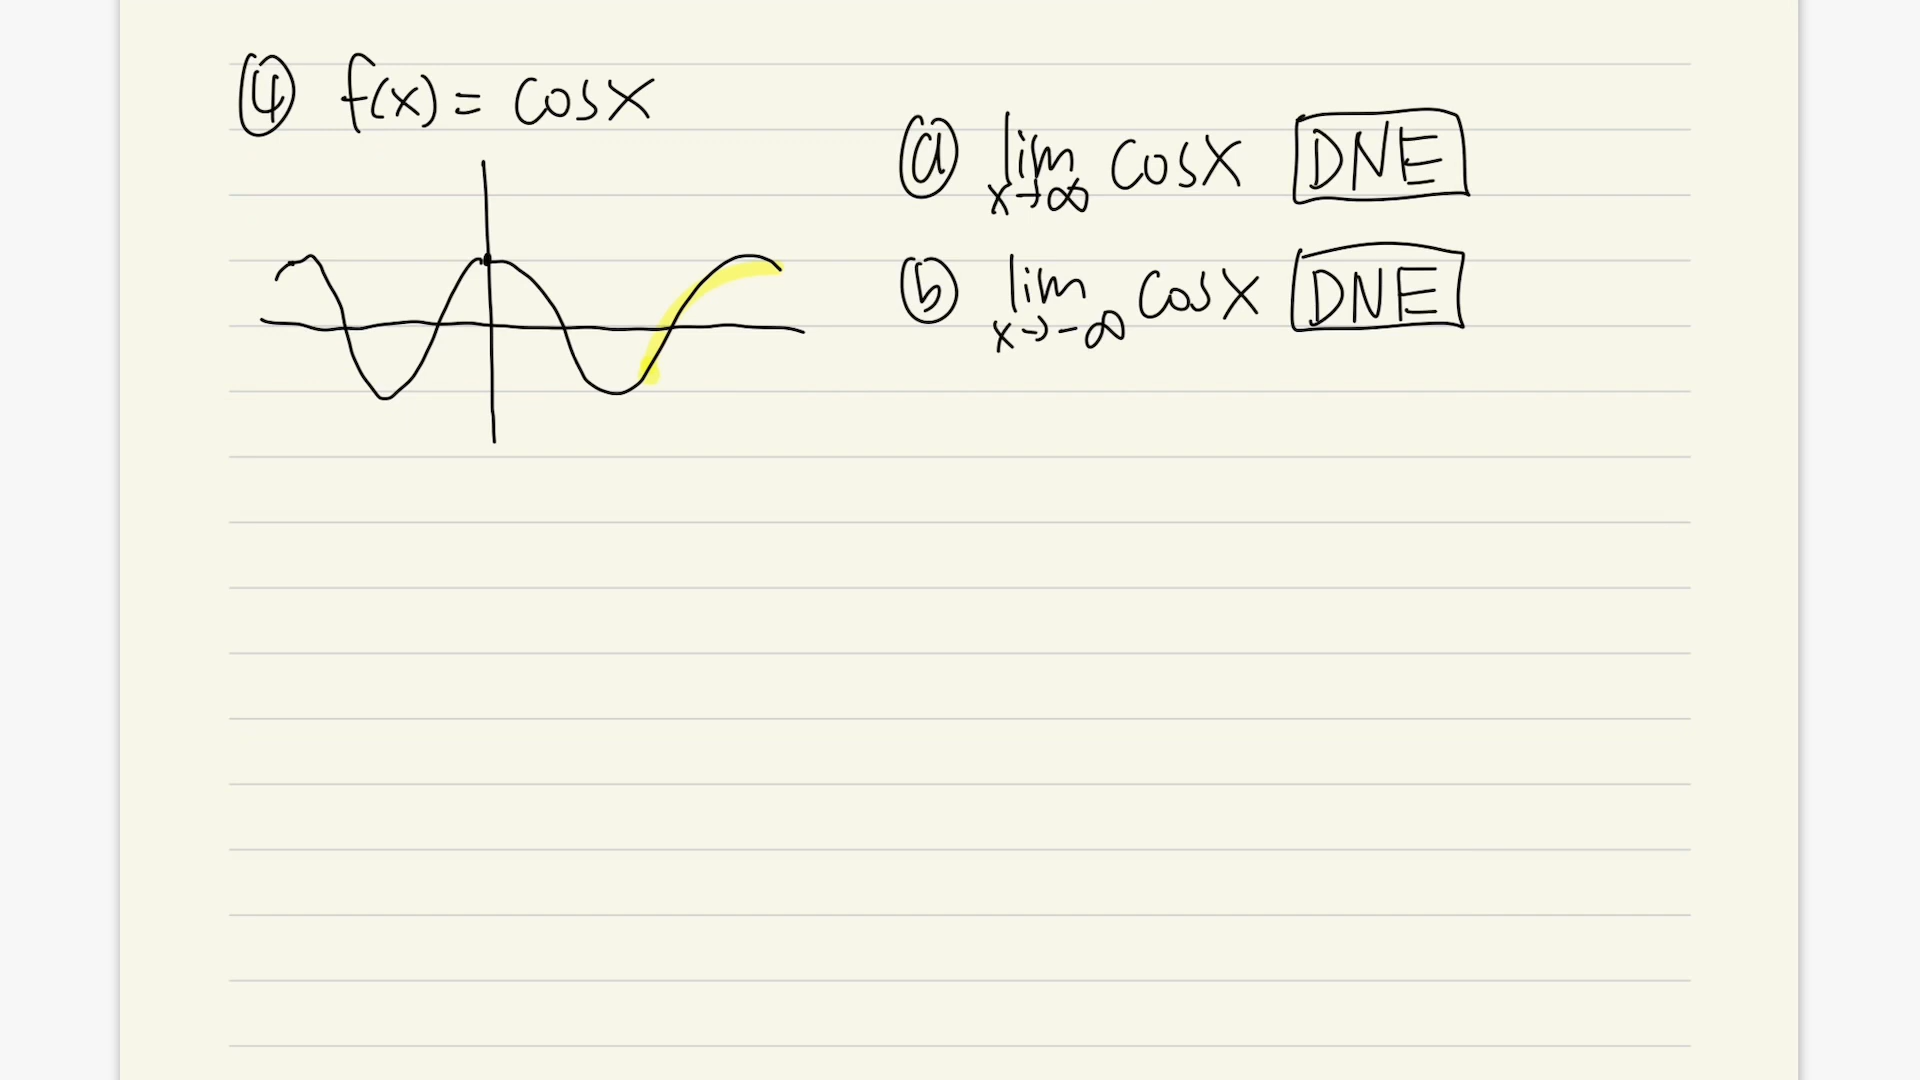 ④ f(x) = cosx
ⓐ lim x→∞ cosx DNE
ⓑ lim x→-∞ cosx DNE